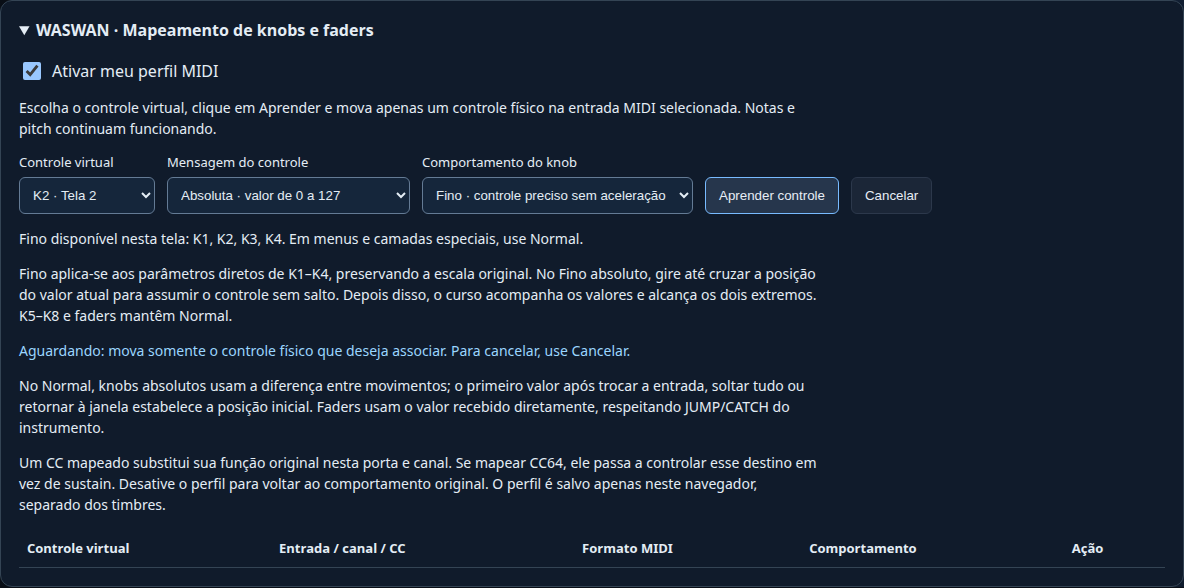 ▼ WASWAN · Mapeamento de knobs e faders
Ativar meu perfil MIDI
Escolha o controle virtual, clique em Aprender e mova apenas um controle físico na entrada MIDI selecionada. Notas e
pitch continuam funcionando.
Controle virtual Mensagem do controle Comportamento do knob
K2 · Tela 2 Absoluta · valor de 0 a 127 Fino · controle preciso sem aceleração Aprender controle Cancelar
Fino disponível nesta tela: K1, K2, K3, K4. Em menus e camadas especiais, use Normal.
Fino aplica-se aos parâmetros diretos de K1–K4, preservando a escala original. No Fino absoluto, gire até cruzar a posição
do valor atual para assumir o controle sem salto. Depois disso, o curso acompanha os valores e alcança os dois extremos.
K5–K8 e faders mantêm Normal.
Aguardando: mova somente o controle físico que deseja associar. Para cancelar, use Cancelar.
No Normal, knobs absolutos usam a diferença entre movimentos; o primeiro valor após trocar a entrada, soltar tudo ou
retornar à janela estabelece a posição inicial. Faders usam o valor recebido diretamente, respeitando JUMP/CATCH do
instrumento.
Um CC mapeado substitui sua função original nesta porta e canal. Se mapear CC64, ele passa a controlar esse destino em
vez de sustain. Desative o perfil para voltar ao comportamento original. O perfil é salvo apenas neste navegador,
separado dos timbres.
Controle virtual Entrada / canal / CC Formato MIDI Comportamento Ação